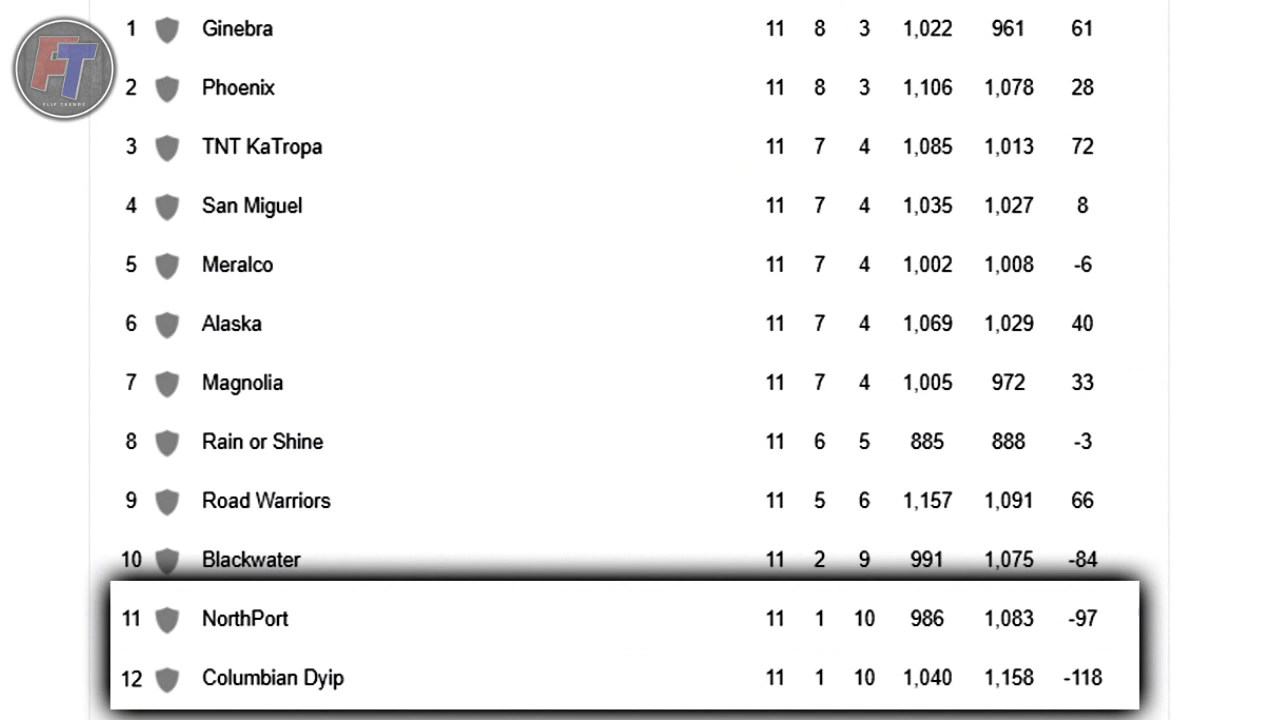 FT
FLIP TRENDZ
1 Ginebra 11 8 3 1,022 961 61
2 Phoenix 11 8 3 1,106 1,078 28
3 TNT KaTropa 11 7 4 1,085 1,013 72
4 San Miguel 11 7 4 1,035 1,027 8
5 Meralco 11 7 4 1,002 1,008 -6
6 Alaska 11 7 4 1,069 1,029 40
7 Magnolia 11 7 4 1,005 972 33
8 Rain or Shine 11 6 5 885 888 -3
9 Road Warriors 11 5 6 1,157 1,091 66
10 Blackwater 11 2 9 991 1,075 -84
11 NorthPort 11 1 10 986 1,083 -97
12 Columbian Dyip 11 1 10 1,040 1,158 -118